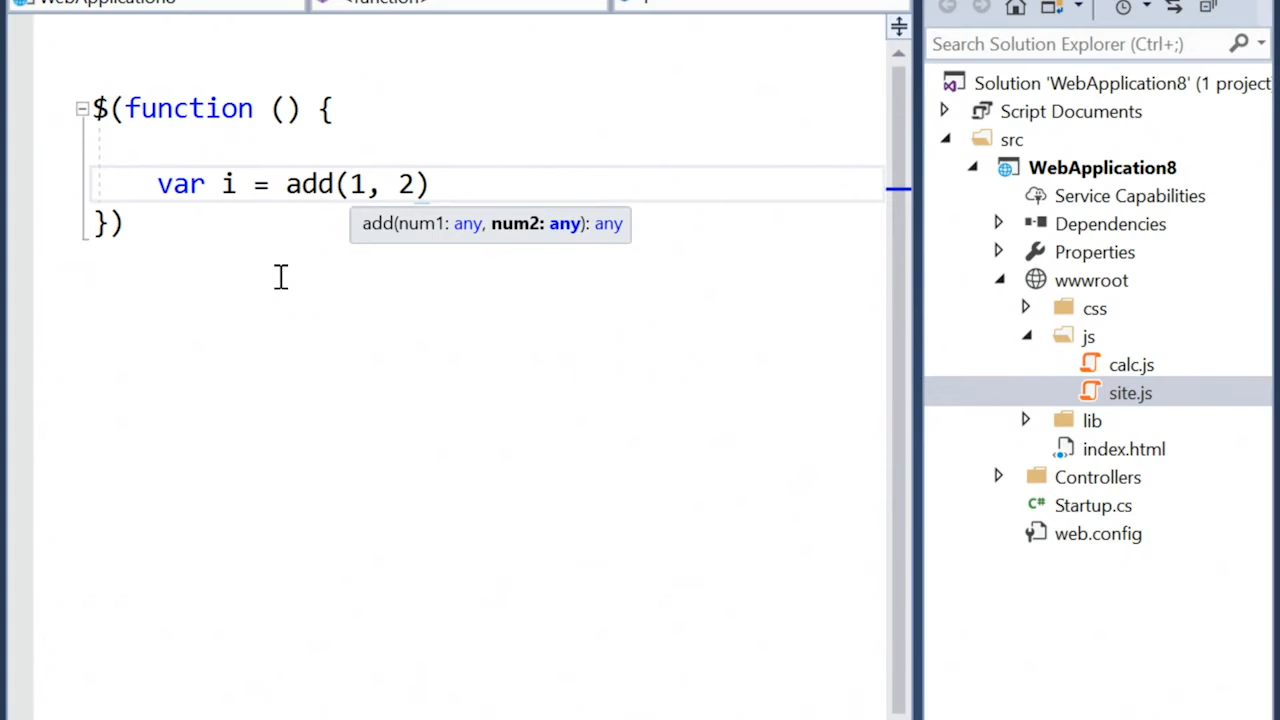 WebApplication8
$(function () {
var i = add(1, 2)
})
add(num1: any, num2: any): any
Search Solution Explorer (Ctrl+;)
Solution 'WebApplication8' (1 project
Script Documents
src
WebApplication8
Service Capabilities
Dependencies
Properties
wwwroot
css
js
calc.js
site.js
lib
index.html
Controllers
C# Startup.cs
web.config